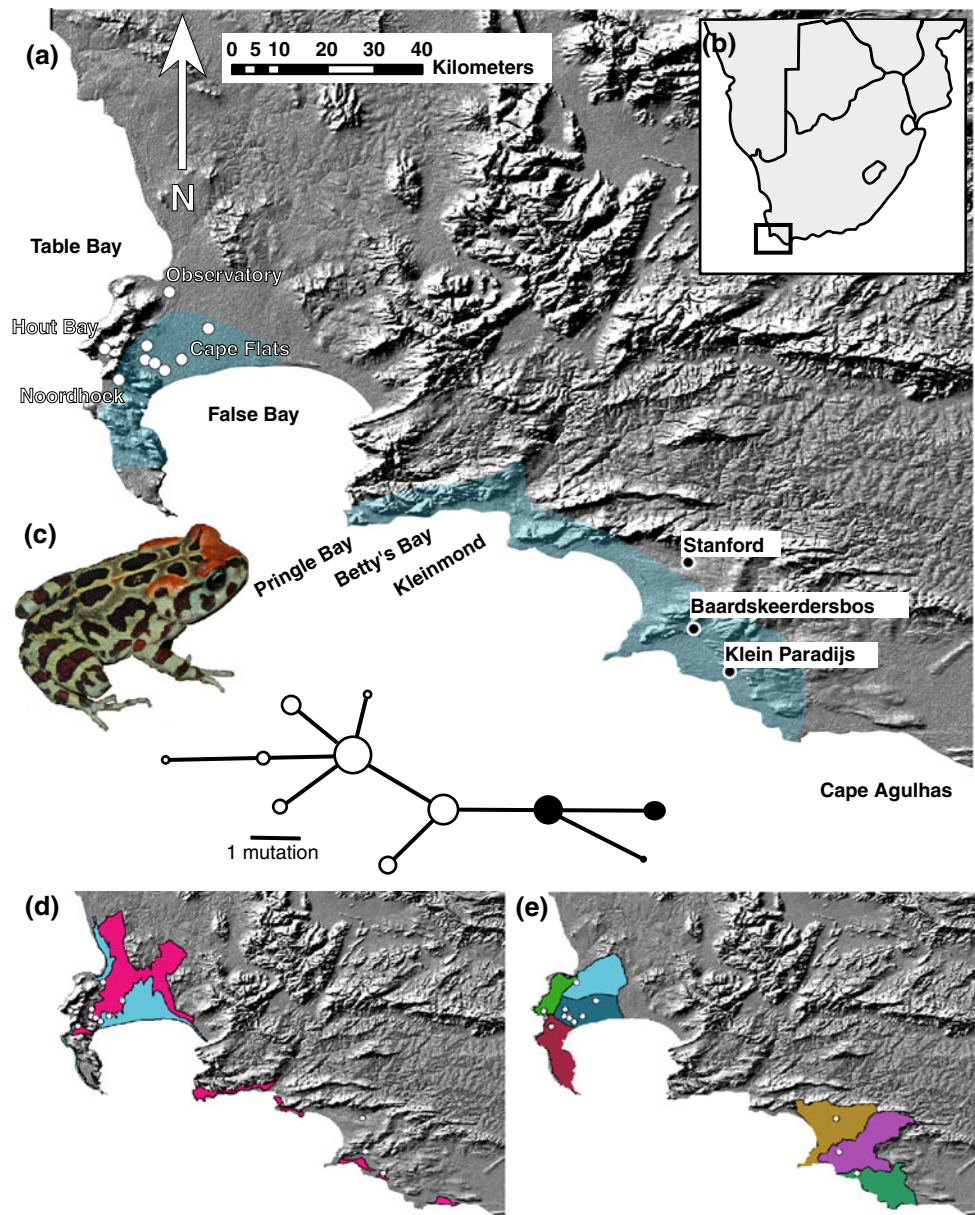 (a)
0 5 10 20 30 40
Kilometers
(b)
N
Table Bay
Observatory
Hout Bay
Cape Flats
Noordhoek
False Bay
(c)
Pringle Bay
Betty's Bay
Kleinmond
Stanford
Baardskeerdersbos
Klein Paradijs
Cape Agulhas
1 mutation
(d)
(e)